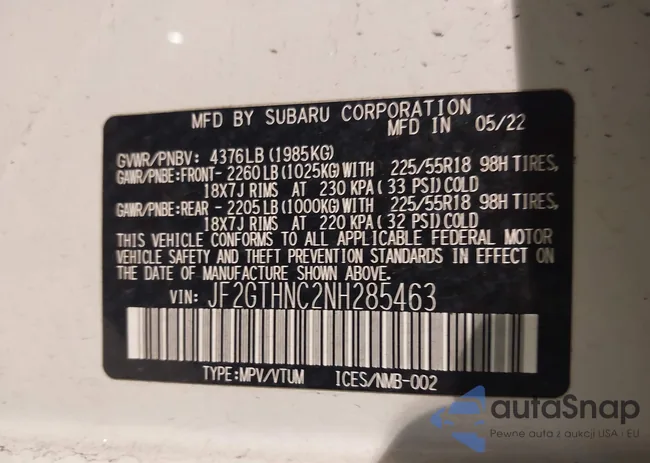 MFD BY SUBARU CORPORATION
MFD IN 05/22
GVWR/PNBV: 4376LB (1985KG)
GAWR/PNBE:FRONT- 2260 LB (1025KG) WITH 225/55R18 98H TIRES,
18X7J RIMS AT 230 KPA (33 PSI) COLD
GAWR/PNBE:REAR - 2205 LB (1000KG) WITH 225/55R18 98H TIRES,
18X7J RIMS AT 220 KPA (32 PSI) COLD
THIS VEHICLE CONFORMS TO ALL APPLICABLE FEDERAL MOTOR
VEHICLE SAFETY AND THEFT PREVENTION STANDARDS IN EFFECT ON
THE DATE OF MANUFACTURE SHOWN ABOVE.
VIN: JF2GTHNC2NH285463
TYPE:MPV/VTUM ICES/NMB-002
autoSnap
Pewne auta z aukcji USA i EU